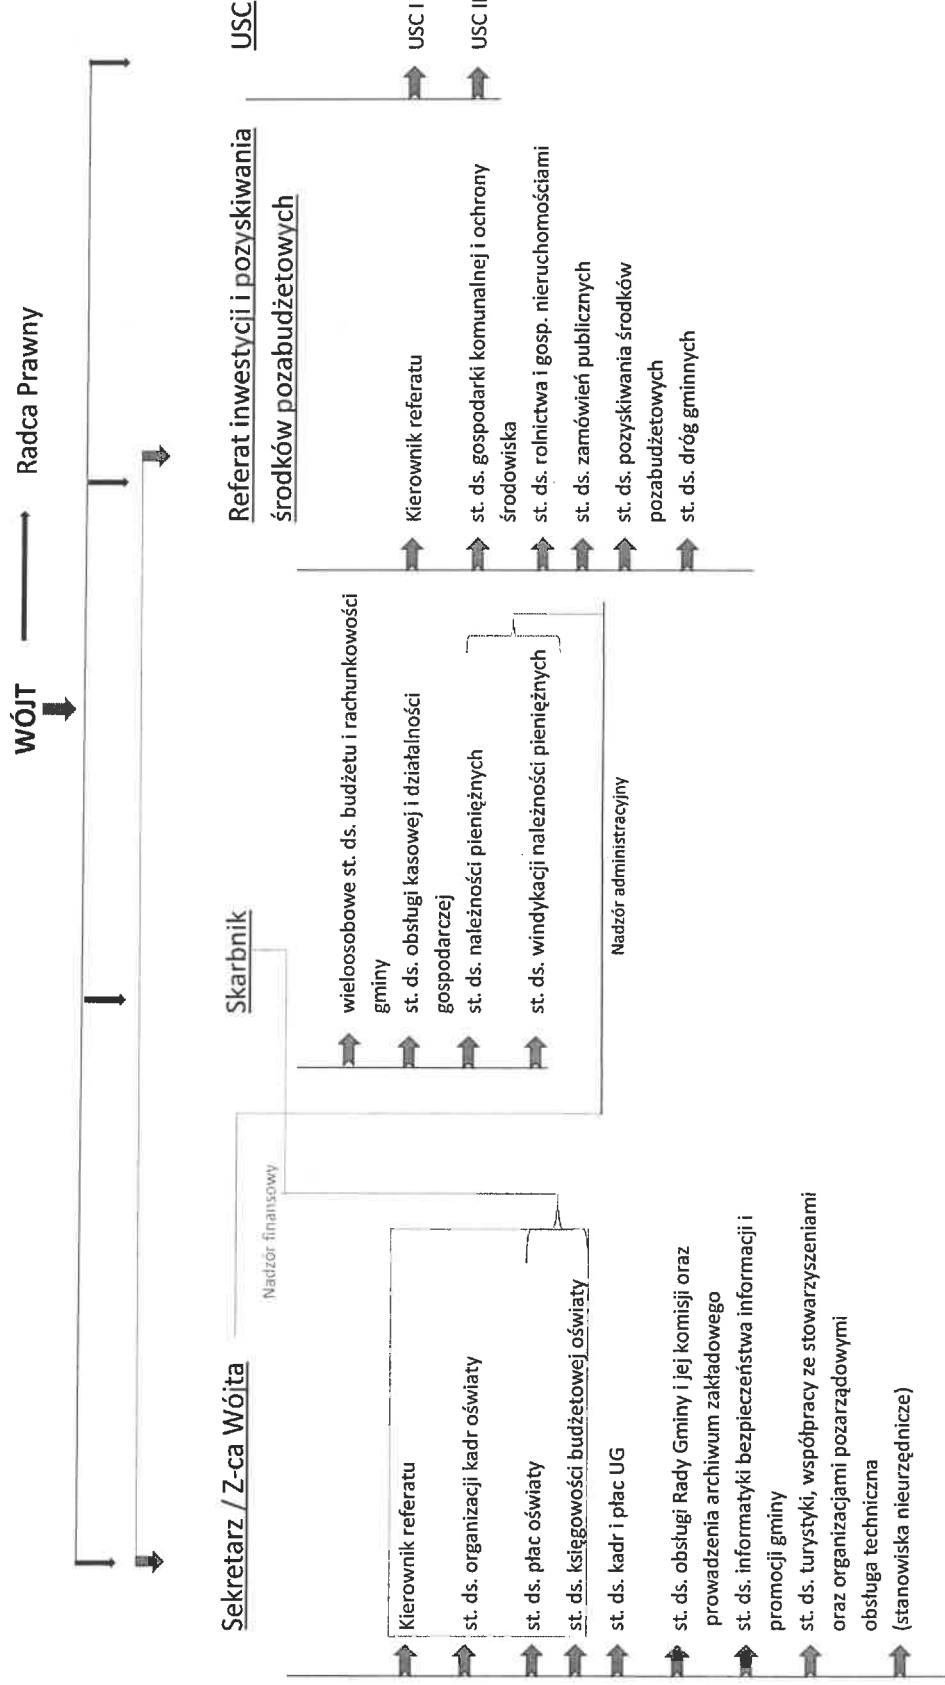 WÓJT
Radca Prawny
Sekretarz / Z-ca Wójta
Kierownik referatu
st. ds. organizacji kadr oświaty
st. ds. płac oświaty
st. ds. księgowości budżetowej oświaty
st. ds. kadr i płac UG
st. ds. obsługi Rady Gminy i jej komisji oraz
prowadzenia archiwum zakładowego
st. ds. informatyki bezpieczeństwa informacji i
promocji gminy
st. ds. turystyki, współpracy ze stowarzyszeniami
oraz organizacjami pozarządowymi
obsługa techniczna
(stanowiska nieurzędnicze)
Nadzór finansowy
Skarbnik
wieloosobowe st. ds. budżetu i rachunkowości
gminy
st. ds. obsługi kasowej i działalności
gospodarczej
st. ds. należności pieniężnych
st. ds. windykacji należności pieniężnych
Nadzór administracyjny
Referat inwestycji i pozyskiwania
środków pozabudżetowych
Kierownik referatu
st. ds. gospodarki komunalnej i ochrony
środowiska
st. ds. rolnictwa i gosp. nieruchomościami
st. ds. zamówień publicznych
st. ds. pozyskiwania środków
pozabudżetowych
st. ds. dróg gminnych
USC
USC I
USC II